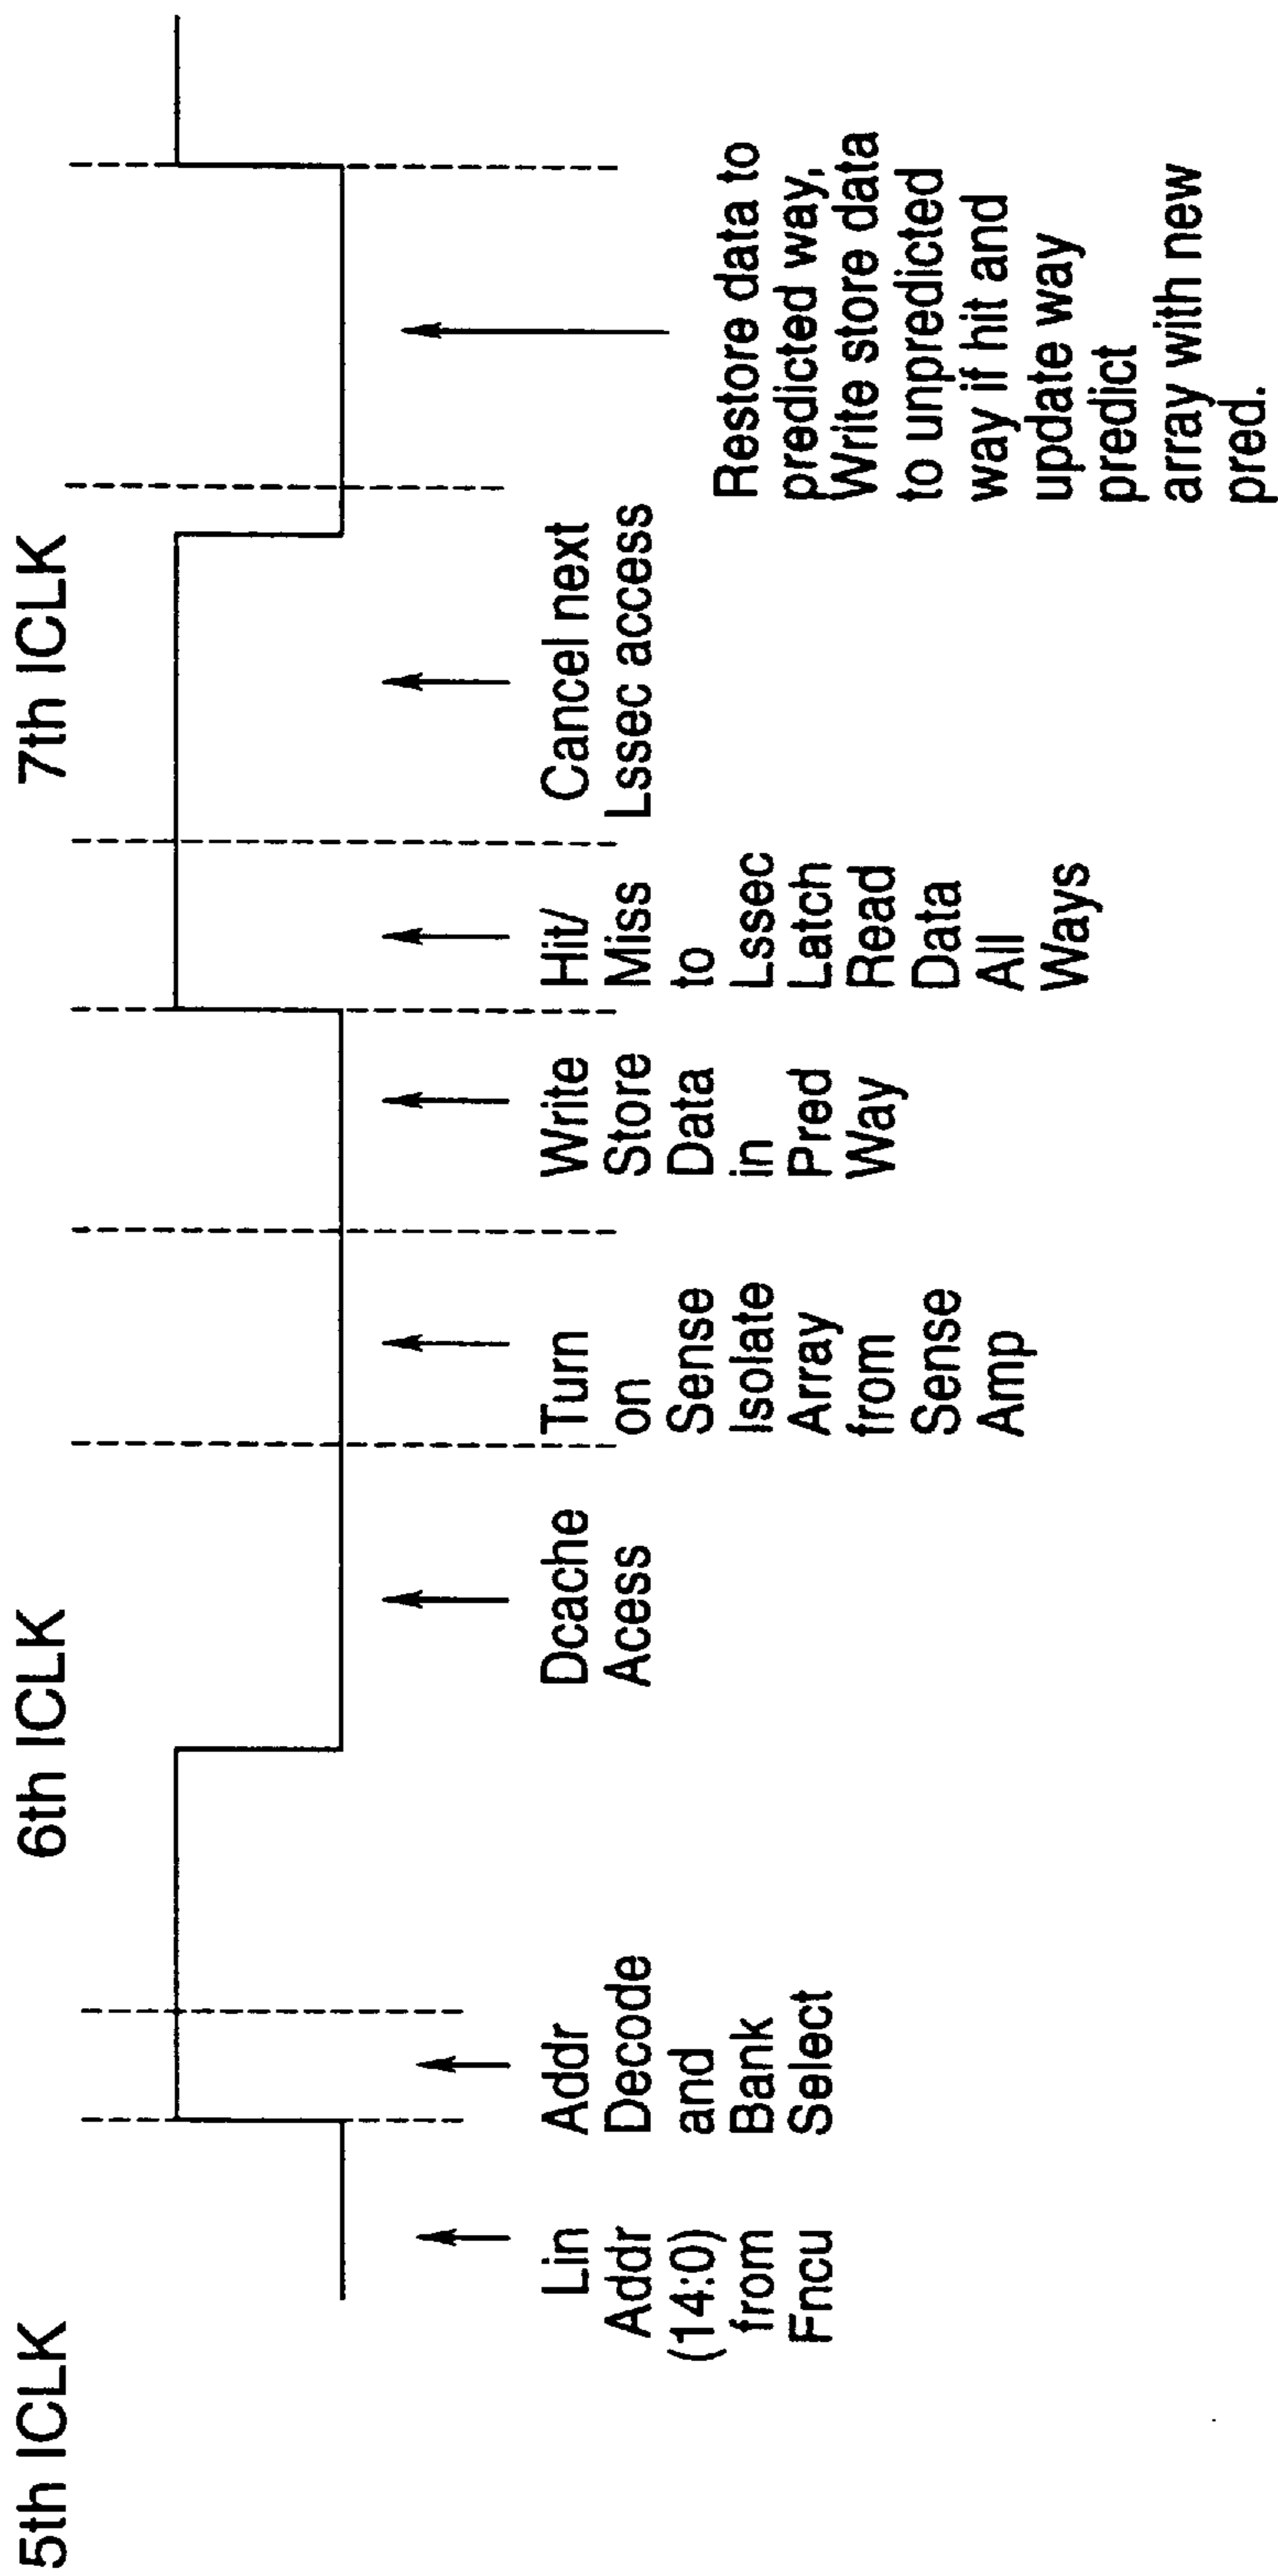 5th ICLK
6th ICLK
7th ICLK
Lin
Addr
(14:0)
from
Fncu
Addr
Decode
and
Bank
Select
Dcache
Acess
Turn
on
Sense
Isolate
Array
from
Sense
Amp
Write
Store
Data
in
Pred
Way
Hit/
Miss
to
Lssec
Latch
Read
Data
All
Ways
Cancel next
Lssec access
Restore data to
predicted way,
Write store data
to unpredicted
way if hit and
update way
predict
array with new
pred.